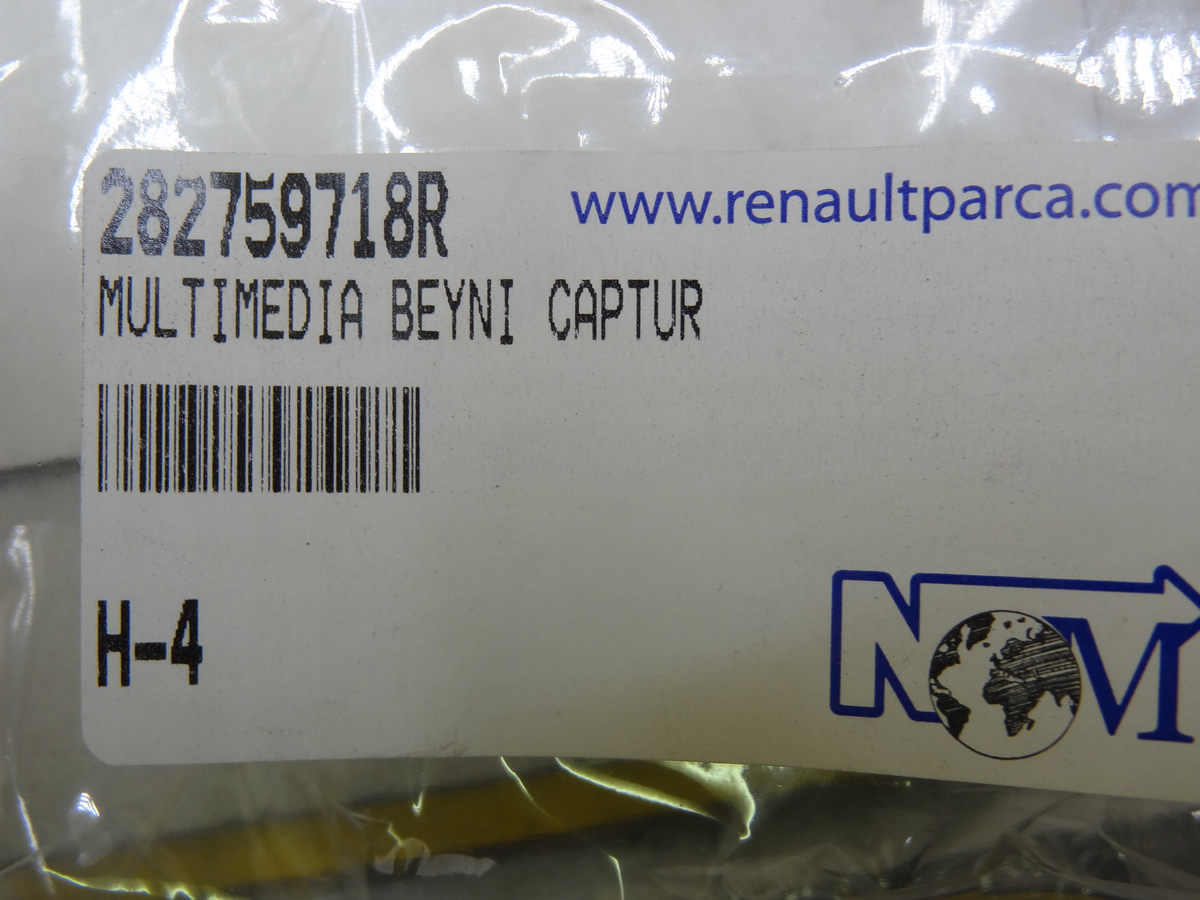 282759718R
www.renaultparca.com
MULTIMEDIA BEYNI CAPTUR
H-4